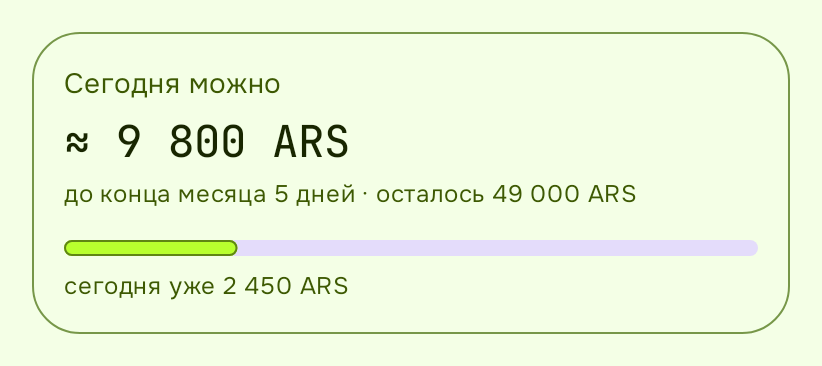 Сегодня можно
≈ 9 800 ARS
до конца месяца 5 дней · осталось 49 000 ARS
сегодня уже 2 450 ARS